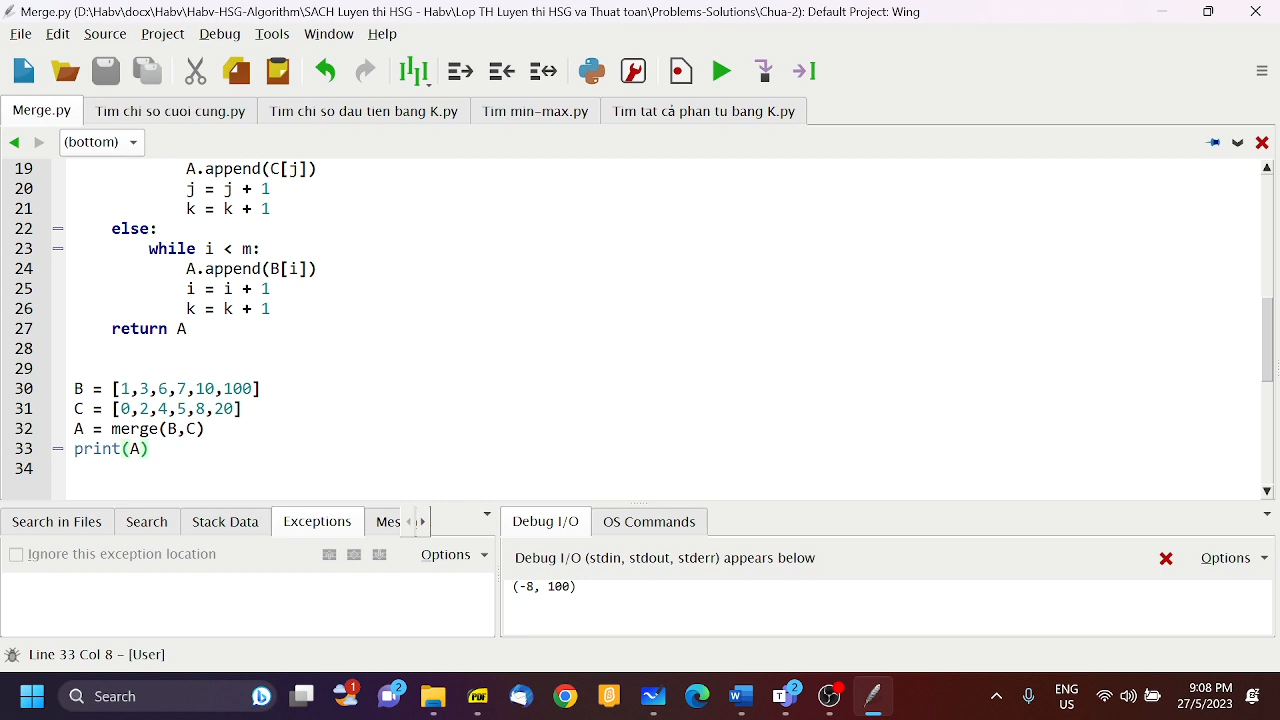 Merge.py (D:\Habv\docx\Habv\Habv-HSG-Algorithm\SACH Luyen thi HSG - Habv\Lop TH Luyen thi HSG va Thuat toan\Problems-Solutions\Chua-2): Default Project: Wing
File Edit Source Project Debug Tools Window Help
Merge.py Tim chi so cuoi cung.py Tim chi so dau tien bang K.py Tim min-max.py Tim tat cả phan tu bang K.py
(bottom)
19 A.append(C[j])
20 j = j + 1
21 k = k + 1
22 else:
23 while i < m:
24 A.append(B[i])
25 i = i + 1
26 k = k + 1
27 return A
28
29
30 B = [1,3,6,7,10,100]
31 C = [0,2,4,5,8,20]
32 A = merge(B,C)
33 print(A)
34
Search in Files Search Stack Data Exceptions Mes Debug I/O OS Commands
Ignore this exception location Options Debug I/O (stdin, stdout, stderr) appears below Options
(-8, 100)
Line 33 Col 8 - [User]
Search 1 2 PDF 2 ENG US 9:08 PM 27/5/2023